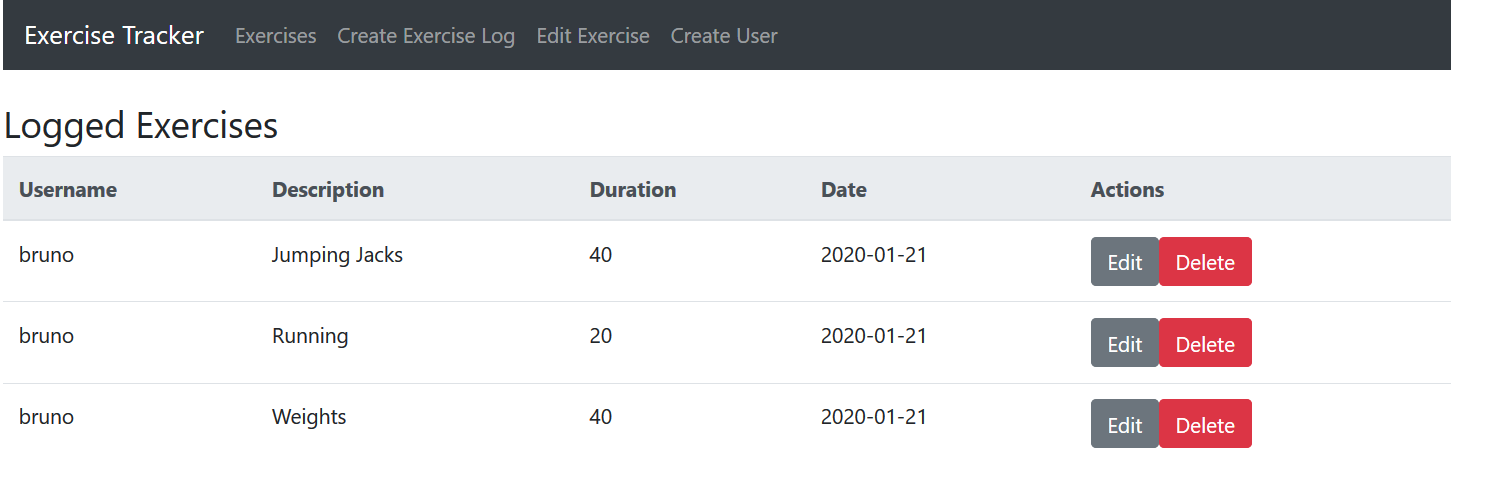 Exercise Tracker Exercises Create Exercise Log Edit Exercise Create User
Logged Exercises
Username Description Duration Date Actions
bruno Jumping Jacks 40 2020-01-21 Edit Delete
bruno Running 20 2020-01-21 Edit Delete
bruno Weights 40 2020-01-21 Edit Delete